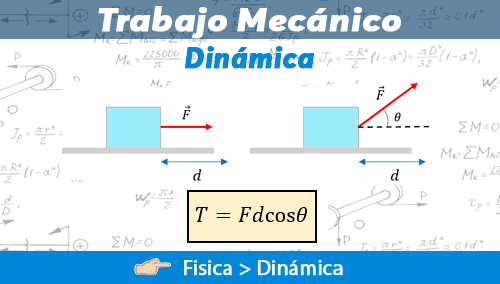 Trabajo Mecánico
Dinámica
F⃗
d
F⃗
θ
d
T = Fdcosθ
Fisica > Dinámica